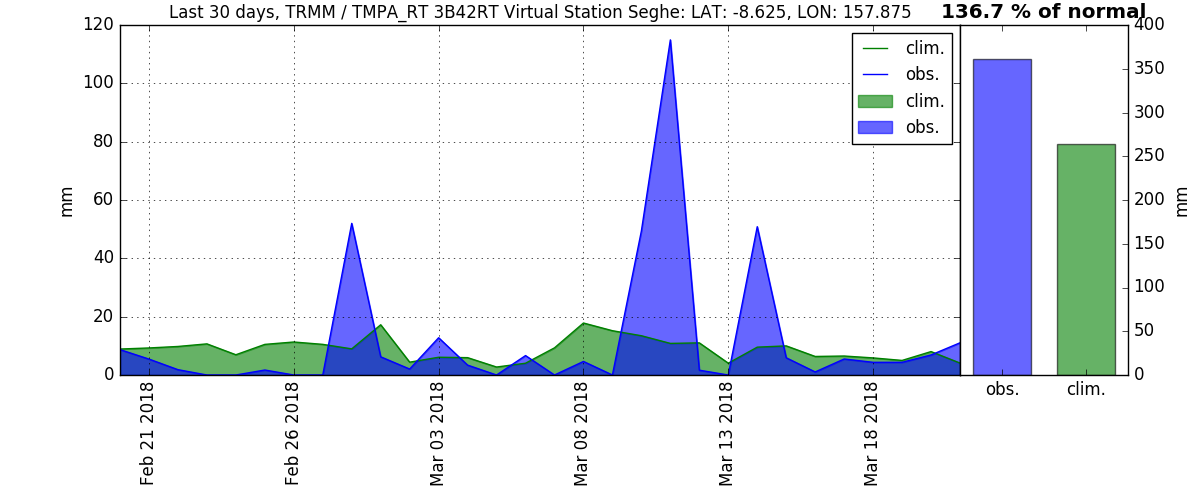 Last 30 days, TRMM / TMPA_RT 3B42RT Virtual Station Seghe: LAT: -8.625, LON: 157.875
136.7 % of normal
120
100
80
60
40
20
0
mm
clim.
obs.
clim.
obs.
Feb 21 2018
Feb 26 2018
Mar 03 2018
Mar 08 2018
Mar 13 2018
Mar 18 2018
400
350
300
250
200
150
100
50
0
mm
obs.
clim.